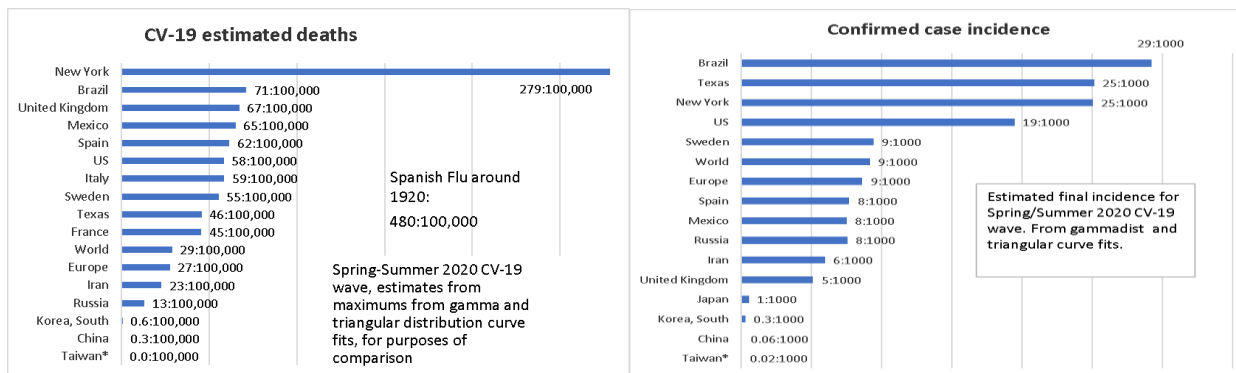 CV-19 estimated deaths
New York 279:100,000
Brazil 71:100,000
United Kingdom 67:100,000
Mexico 65:100,000
Spain 62:100,000
US 58:100,000
Italy 59:100,000
Sweden 55:100,000
Texas 46:100,000
France 45:100,000
World 29:100,000
Europe 27:100,000
Iran 23:100,000
Russia 13:100,000
Korea, South 0.6:100,000
China 0.3:100,000
Taiwan* 0.0:100,000
Spanish Flu around
1920:
480:100,000
Spring-Summer 2020 CV-19
wave, estimates from
maximums from gamma and
triangular distribution curve
fits, for purposes of
comparison
Confirmed case incidence
Brazil 29:1000
Texas 25:1000
New York 25:1000
US 19:1000
Sweden 9:1000
World 9:1000
Europe 9:1000
Spain 8:1000
Mexico 8:1000
Russia 8:1000
Iran 6:1000
United Kingdom 5:1000
Japan 1:1000
Korea, South 0.3:1000
China 0.06:1000
Taiwan* 0.02:1000
Estimated final incidence for
Spring/Summer 2020 CV-19
wave. From gammadist and
triangular curve fits.